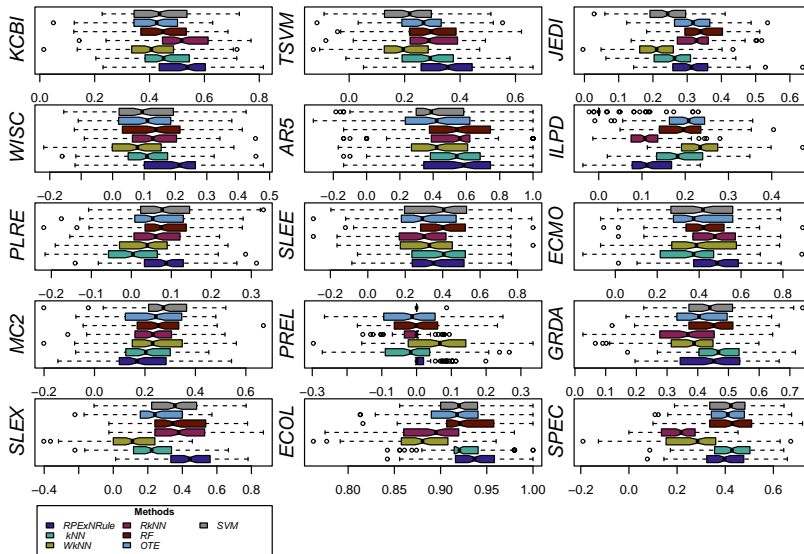 KCBI
TSVM
JEDI
0.0 0.2 0.4 0.6 0.8
0.0 0.2 0.4 0.6
0.0 0.1 0.2 0.3 0.4 0.5 0.6
WISC
AR5
ILPD
−0.2 0.0 0.1 0.2 0.3 0.4 0.5
−0.2 0.0 0.2 0.4 0.6 0.8 1.0
0.0 0.1 0.2 0.3 0.4
PLRE
SLEE
ECMO
−0.2 −0.1 0.0 0.1 0.2 0.3
−0.2 0.0 0.2 0.4 0.6 0.8
0.0 0.2 0.4 0.6 0.8
MC2
PREL
GRDA
−0.2 0.0 0.2 0.4 0.6
−0.3 −0.1 0.0 0.1 0.2 0.3
0.0 0.2 0.4 0.6
SLEX
ECOL
SPEC
−0.4 −0.2 0.0 0.2 0.4 0.6 0.8
0.80 0.85 0.90 0.95 1.00
−0.2 0.0 0.2 0.4 0.6
Methods
RPExNRule RkNN SVM
kNN RF
WkNN OTE